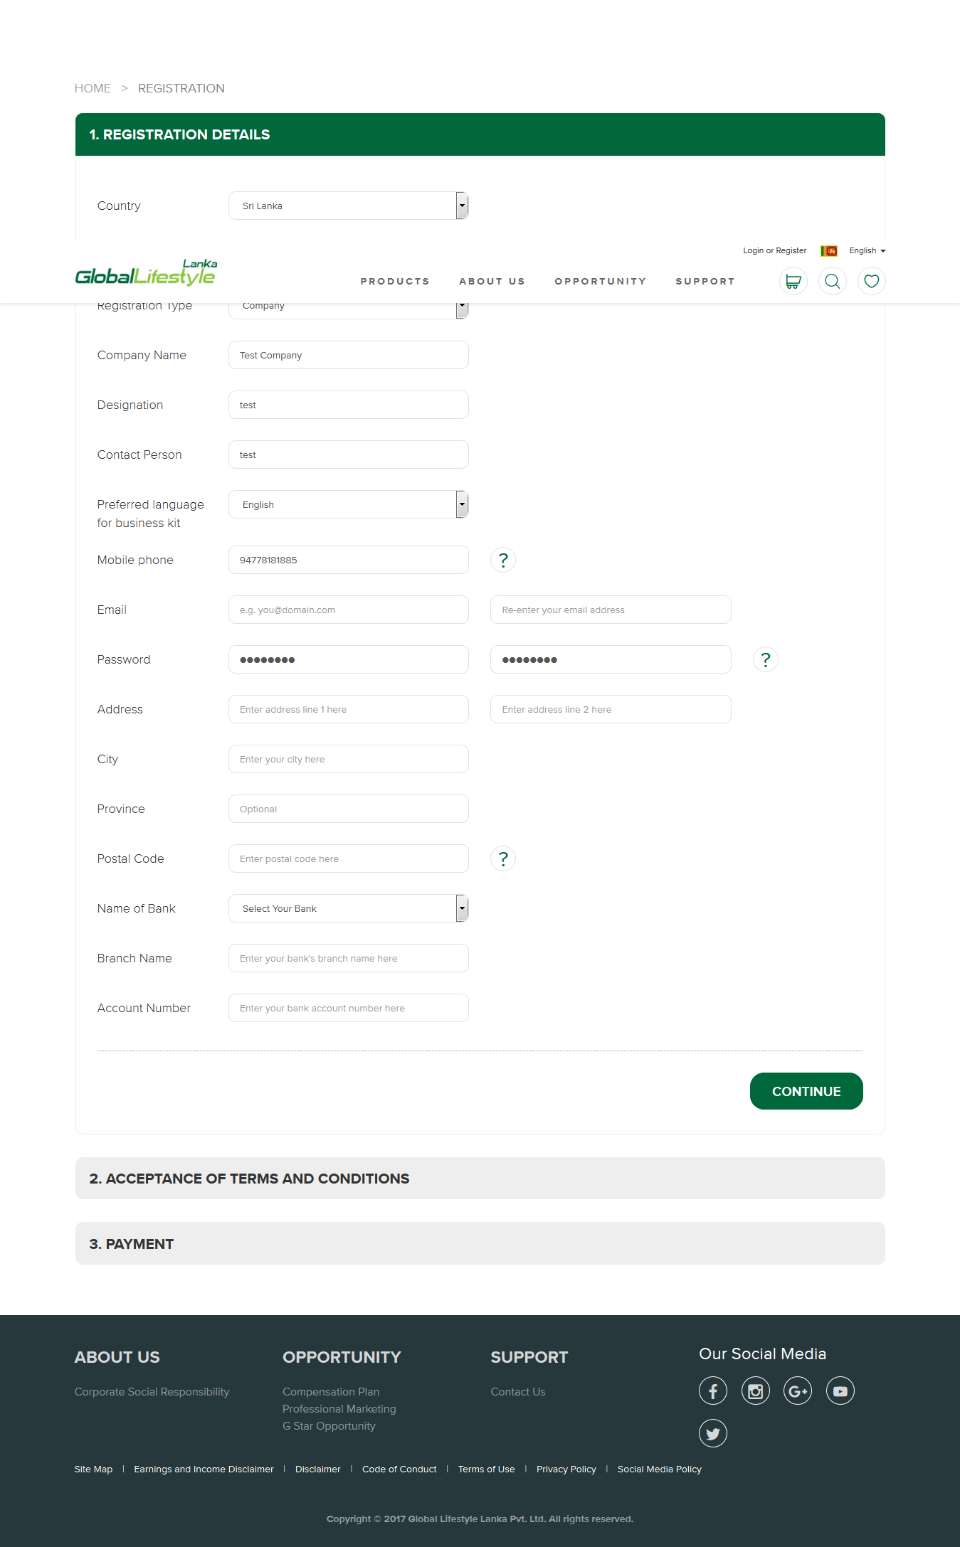 HOME > REGISTRATION
1. REGISTRATION DETAILS
Country Sri Lanka
Login or Register English
Lanka
GlobalLifestyle
PRODUCTS ABOUT US OPPORTUNITY SUPPORT
Registration Type Company
Company Name Test Company
Designation test
Contact Person test
Preferred language English
for business kit
Mobile phone 94778181885 ?
Email e.g. you@domain.com Re-enter your email address
Password ●●●●●●●● ●●●●●●●● ?
Address Enter address line 1 here Enter address line 2 here
City Enter your city here
Province Optional
Postal Code Enter postal code here ?
Name of Bank Select Your Bank
Branch Name Enter your bank's branch name here
Account Number Enter your bank account number here
CONTINUE
2. ACCEPTANCE OF TERMS AND CONDITIONS
3. PAYMENT
ABOUT US OPPORTUNITY SUPPORT Our Social Media
Corporate Social Responsibility Compensation Plan Contact Us
Professional Marketing
G Star Opportunity
Site Map | Earnings and Income Disclaimer | Disclaimer | Code of Conduct | Terms of Use | Privacy Policy | Social Media Policy
Copyright © 2017 Global Lifestyle Lanka Pvt. Ltd. All rights reserved.